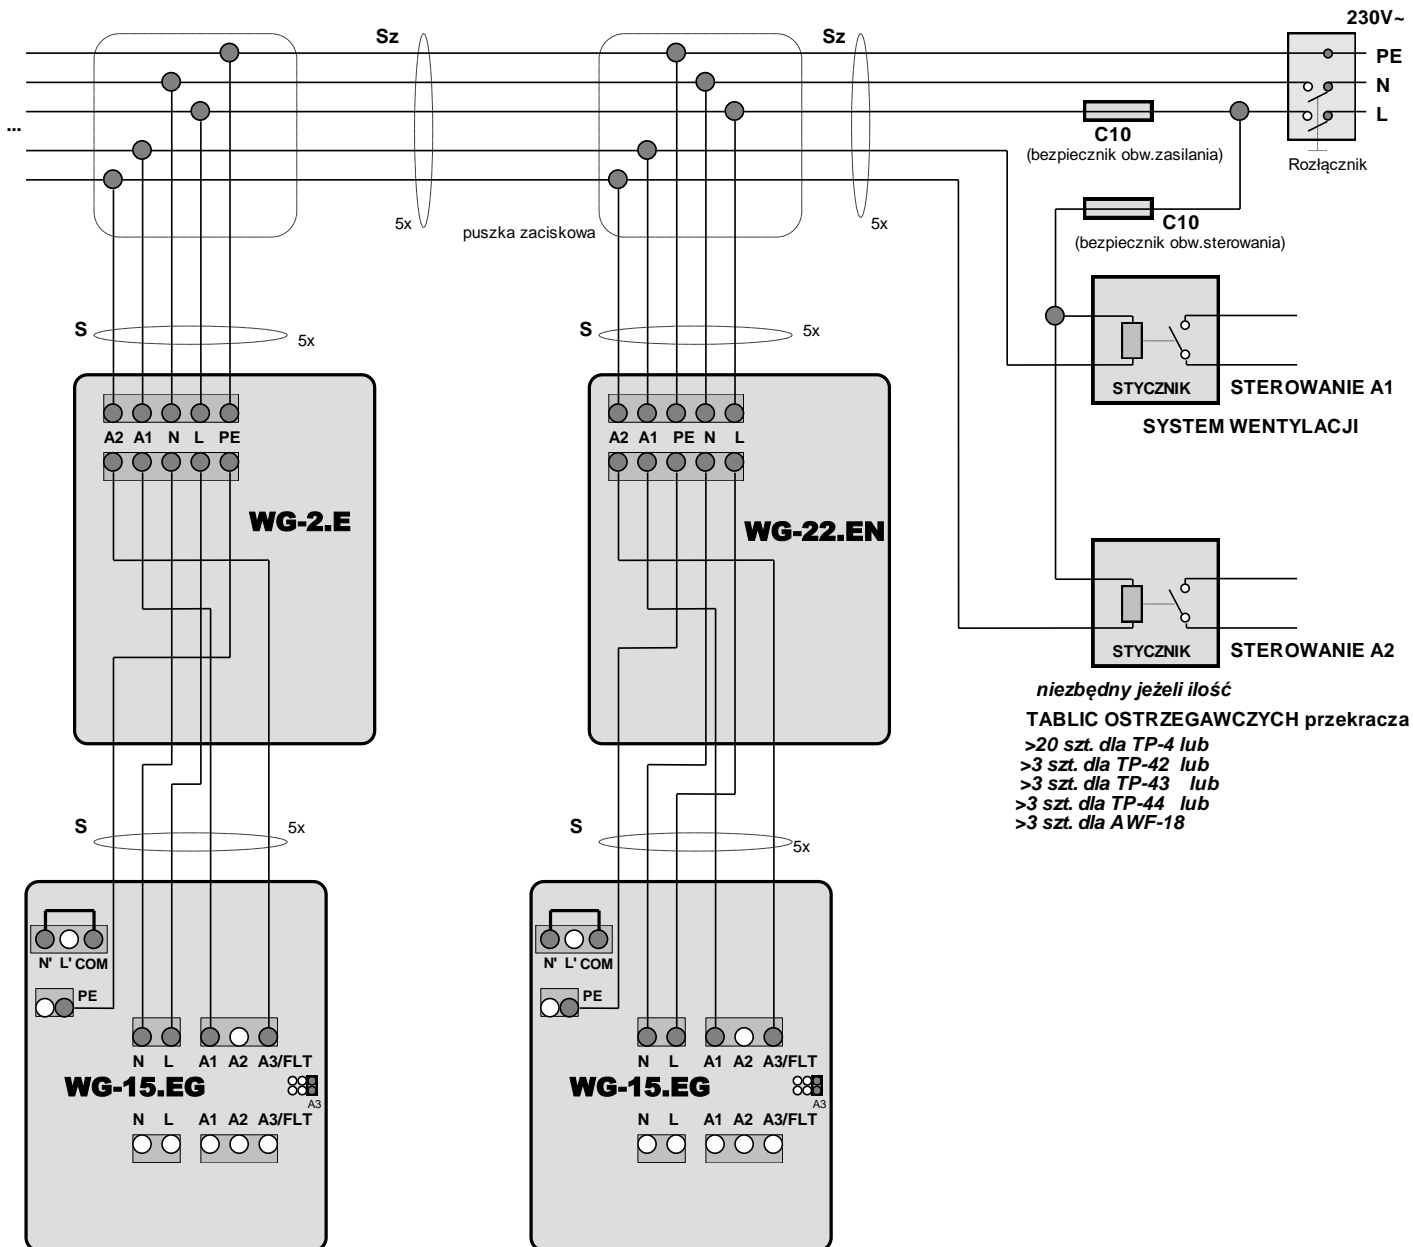 230V~
Sz
Sz
PE
N
L
...
C10
(bezpiecznik obw.zasilania)
Rozłącznik
5x
puszka zaciskowa
5x
C10
(bezpiecznik obw.sterowania)
S
5x
S
5x
STYCZNIK
STEROWANIE A1
SYSTEM WENTYLACJI
A2 A1 N L PE
A2 A1 PE N L
WG-2.E
WG-22.EN
STYCZNIK
STEROWANIE A2
niezbędny jeżeli ilość
TABLIC OSTRZEGAWCZYCH przekracza
>20 szt. dla TP-4 lub
>3 szt. dla TP-42 lub
>3 szt. dla TP-43 lub
>3 szt. dla TP-44 lub
>3 szt. dla AWF-18
S
5x
S
5x
N' L' COM
PE
N L A1 A2 A3/FLT
WG-15.EG
A3
N L A1 A2 A3/FLT
N' L' COM
PE
N L A1 A2 A3/FLT
WG-15.EG
A3
N L A1 A2 A3/FLT